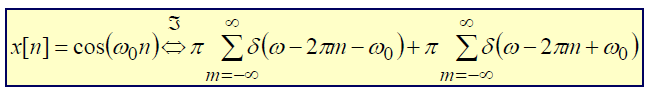 x[n] = cos(ω₀n) ⇔^ℑ π ∑_{m=-∞}^{∞} δ(ω − 2πm − ω₀) + π ∑_{m=-∞}^{∞} δ(ω − 2πm + ω₀)